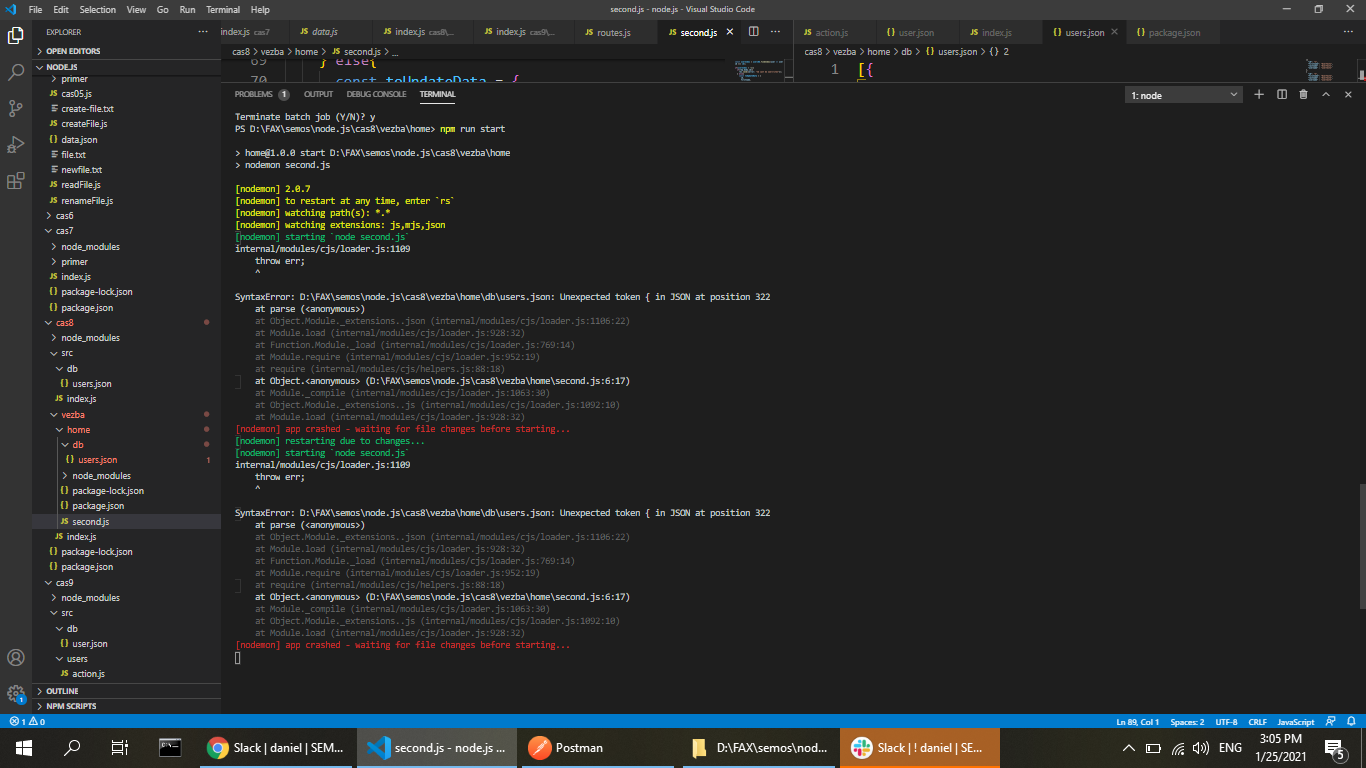 File Edit Selection View Go Run Terminal Help
second.js - node.js - Visual Studio Code
EXPLORER
index.js cas7
data.js
index.js cas8\...
index.js cas9\...
JS routes.js
JS second.js
action.js
user.json
index.js
{} users.json
package.json
OPEN EDITORS
cas8 > vezba > home > JS second.js > ...
cas8 > vezba > home > db > {} users.json > {} 2
NODE.JS
69 } else{
70 const toUpdateData = {
1 [{
primer
JS cas05.js
create-file.txt
JS createFile.js
{} data.json
file.txt
newfile.txt
JS readFile.js
JS renameFile.js
cas6
cas7
node_modules
primer
JS index.js
{} package-lock.json
{} package.json
cas8
node_modules
src
db
{} users.json
JS index.js
vezba
home
db
{} users.json 1
node_modules
{} package-lock.json
{} package.json
JS second.js
JS index.js
{} package-lock.json
{} package.json
cas9
node_modules
src
db
{} user.json
users
JS action.js
OUTLINE
NPM SCRIPTS
PROBLEMS 1 OUTPUT DEBUG CONSOLE TERMINAL
1: node
Terminate batch job (Y/N)? y
PS D:\FAX\semos\node.js\cas8\vezba\home> npm run start
> home@1.0.0 start D:\FAX\semos\node.js\cas8\vezba\home
> nodemon second.js
[nodemon] 2.0.7
[nodemon] to restart at any time, enter `rs`
[nodemon] watching path(s): *.*
[nodemon] watching extensions: js,mjs,json
[nodemon] starting `node second.js`
internal/modules/cjs/loader.js:1109
throw err;
^
SyntaxError: D:\FAX\semos\node.js\cas8\vezba\home\db\users.json: Unexpected token { in JSON at position 322
at parse (<anonymous>)
at Object.Module._extensions..json (internal/modules/cjs/loader.js:1106:22)
at Module.load (internal/modules/cjs/loader.js:928:32)
at Function.Module._load (internal/modules/cjs/loader.js:769:14)
at Module.require (internal/modules/cjs/loader.js:952:19)
at require (internal/modules/cjs/helpers.js:88:18)
at Object.<anonymous> (D:\FAX\semos\node.js\cas8\vezba\home\second.js:6:17)
at Module._compile (internal/modules/cjs/loader.js:1063:30)
at Object.Module._extensions..js (internal/modules/cjs/loader.js:1092:10)
at Module.load (internal/modules/cjs/loader.js:928:32)
[nodemon] app crashed - waiting for file changes before starting...
[nodemon] restarting due to changes...
[nodemon] starting `node second.js`
internal/modules/cjs/loader.js:1109
throw err;
^
SyntaxError: D:\FAX\semos\node.js\cas8\vezba\home\db\users.json: Unexpected token { in JSON at position 322
at parse (<anonymous>)
at Object.Module._extensions..json (internal/modules/cjs/loader.js:1106:22)
at Module.load (internal/modules/cjs/loader.js:928:32)
at Function.Module._load (internal/modules/cjs/loader.js:769:14)
at Module.require (internal/modules/cjs/loader.js:952:19)
at require (internal/modules/cjs/helpers.js:88:18)
at Object.<anonymous> (D:\FAX\semos\node.js\cas8\vezba\home\second.js:6:17)
at Module._compile (internal/modules/cjs/loader.js:1063:30)
at Object.Module._extensions..js (internal/modules/cjs/loader.js:1092:10)
at Module.load (internal/modules/cjs/loader.js:928:32)
[nodemon] app crashed - waiting for file changes before starting...
1 0
Ln 89, Col 1 Spaces: 2 UTF-8 CRLF JavaScript
Slack | daniel | SEM...
second.js - node.js ...
Postman
D:\FAX\semos\nod...
Slack | ! daniel | SE...
ENG
3:05 PM
1/25/2021
5